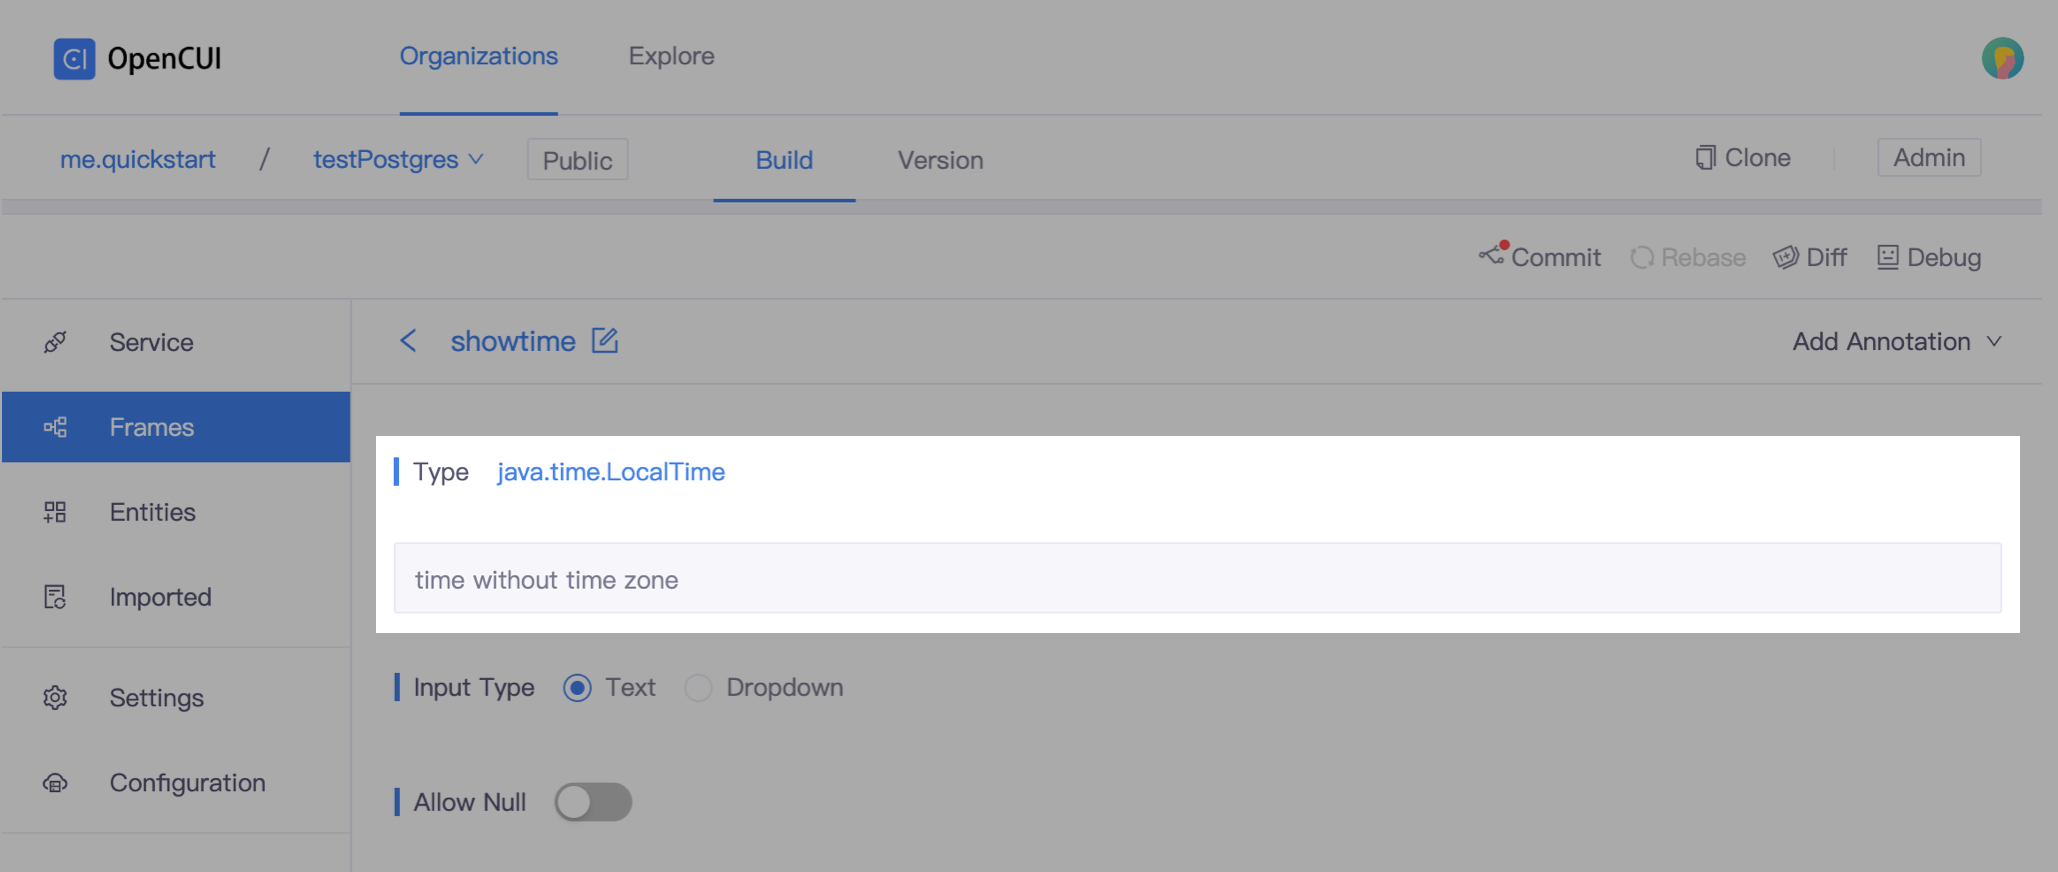 CI OpenCUI
Organizations
Explore
me.quickstart / testPostgres
Public
Build
Version
Clone
Admin
Commit
Rebase
Diff
Debug
Service
Frames
Entities
Imported
Settings
Configuration
showtime
Add Annotation
Type java.time.LocalTime
time without time zone
Input Type Text Dropdown
Allow Null